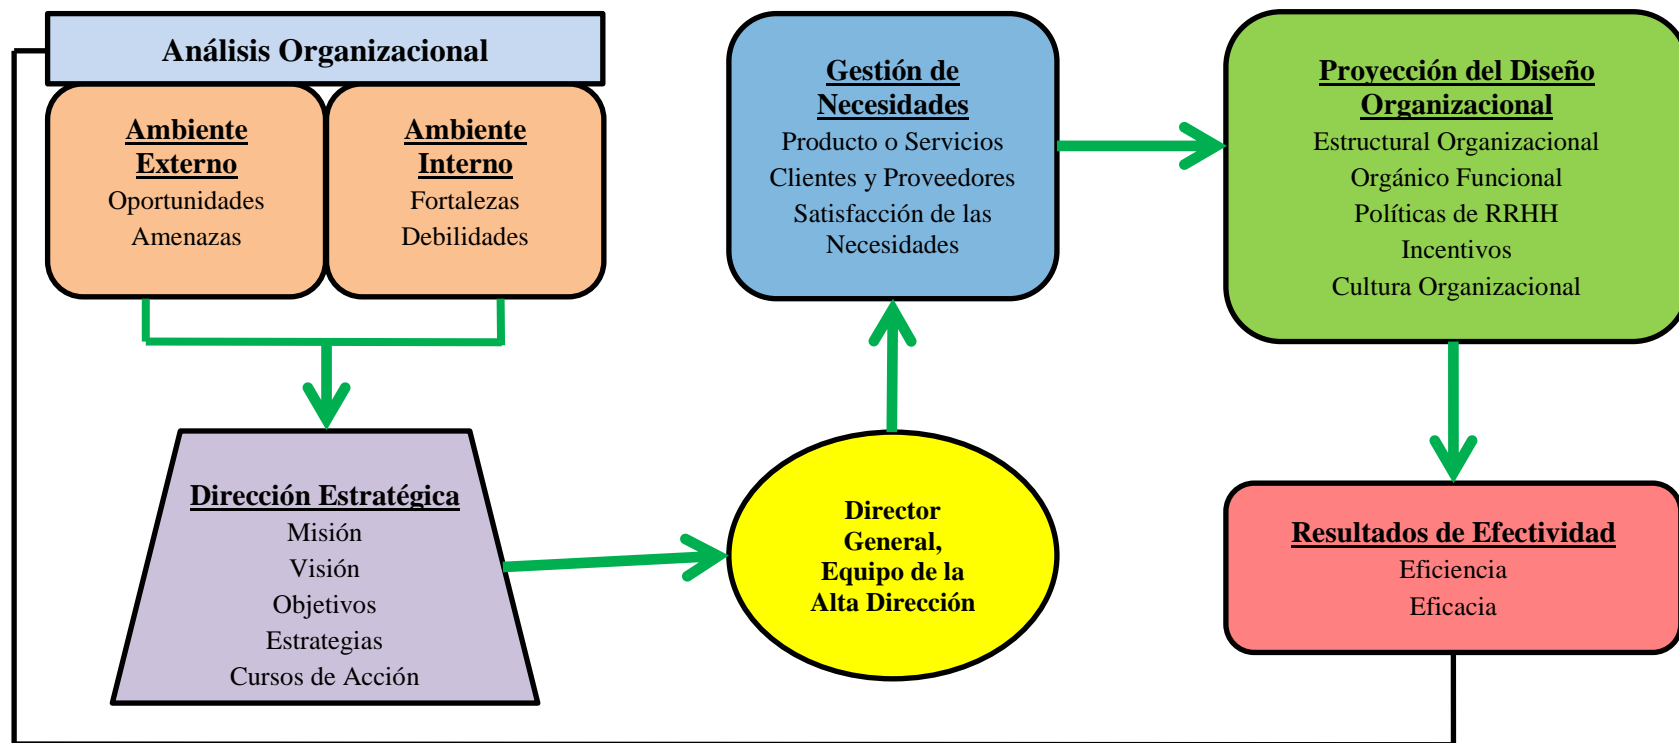 Análisis Organizacional
Ambiente
Externo
Oportunidades
Amenazas
Ambiente
Interno
Fortalezas
Debilidades
Dirección Estratégica
Misión
Visión
Objetivos
Estrategias
Cursos de Acción
Director
General,
Equipo de la
Alta Dirección
Gestión de
Necesidades
Producto o Servicios
Clientes y Proveedores
Satisfacción de las
Necesidades
Proyección del Diseño
Organizacional
Estructural Organizacional
Orgánico Funcional
Políticas de RRHH
Incentivos
Cultura Organizacional
Resultados de Efectividad
Eficiencia
Eficacia